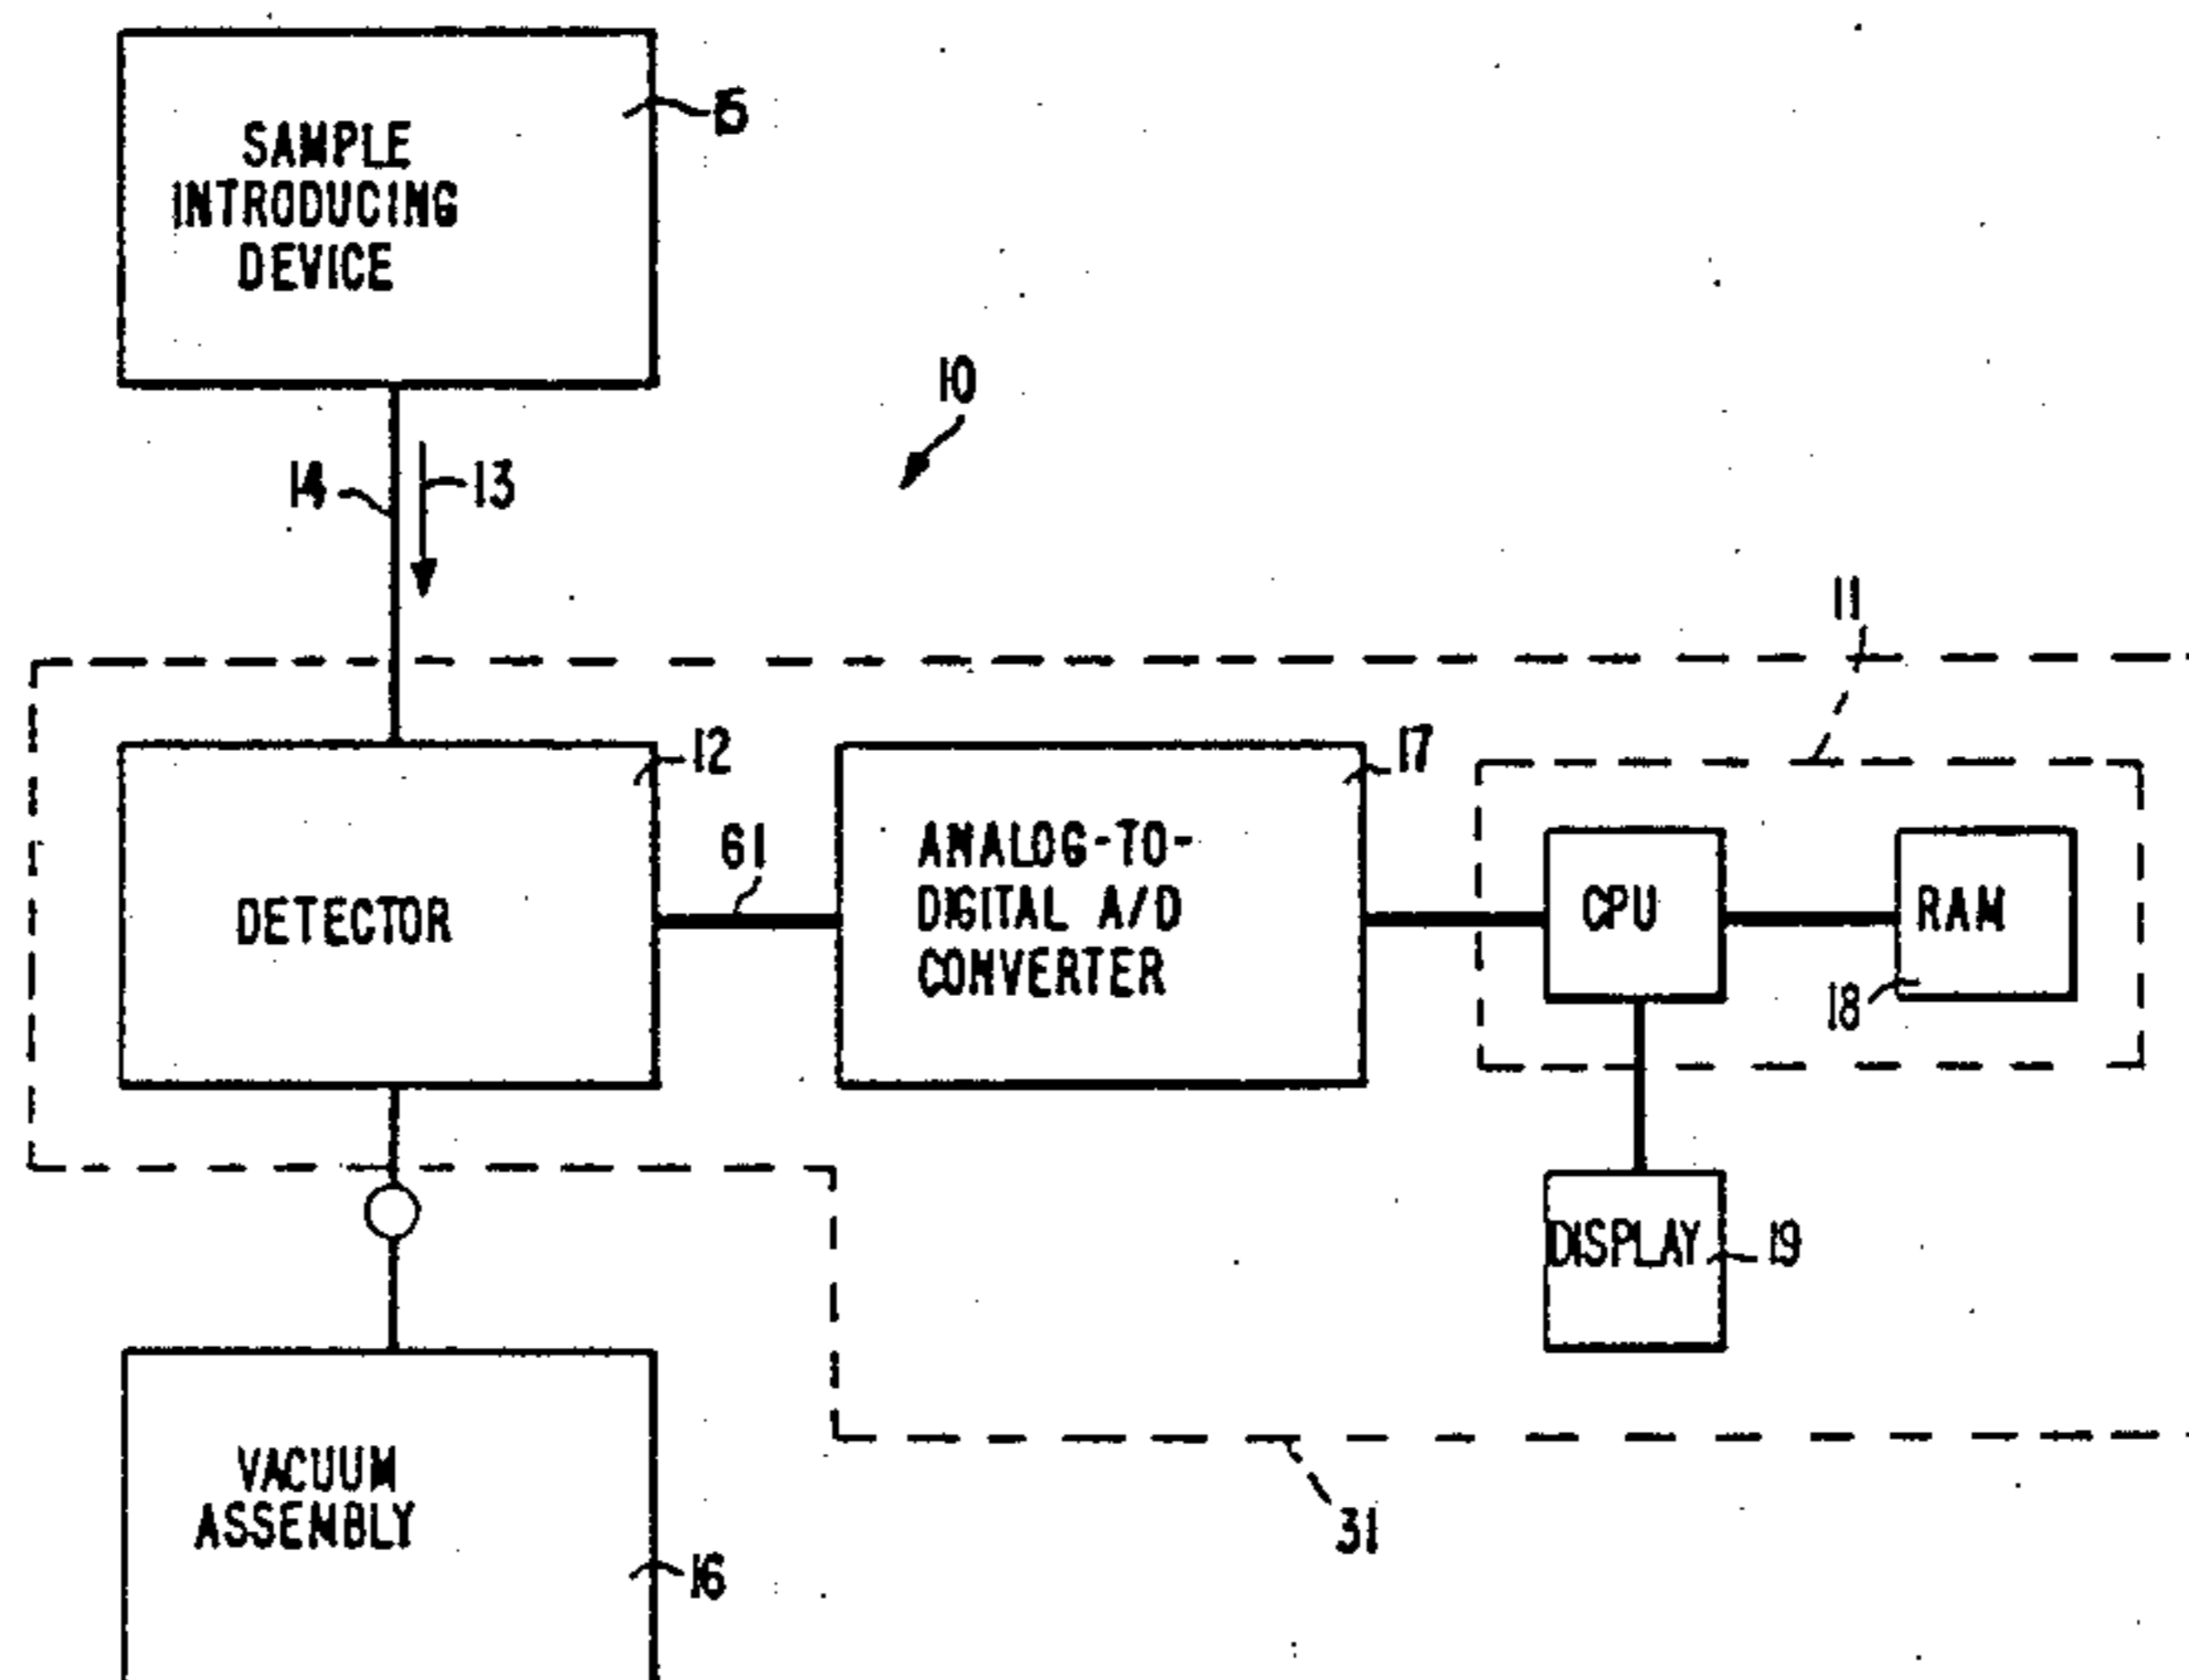 SAMPLE
INTRODUCING
DEVICE
15
10
14
13
11
DETECTOR
12
61
ANALOG-TO-
DIGITAL A/D
CONVERTER
17
CPU
RAM
18
DISPLAY
19
31
VACUUM
ASSEMBLY
16